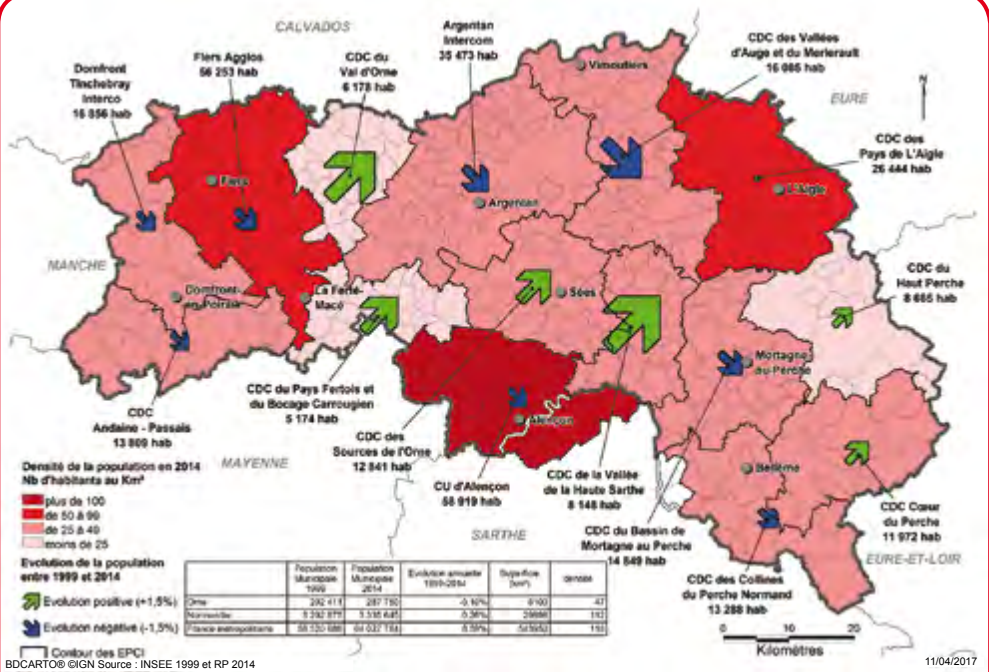 CALVADOS
Argentan
Intercom
35 473 hab
CDC des Vallées
d'Auge et du Merlerault
16 085 hab
Flers Agglos
56 253 hab
CDC du
Val d'Orne
6 178 hab
Domfront
Tinchebray
Interco
Vimoutiers
EURE
N
CDC des
Pays de L'Aigle
26 444 hab
Flers
Argentan
L'Aigle
MANCHE
CDC du
Haut Perche
8 665 hab
Domfront-
en-Poiraie
La Ferté-
Macé
Sées
Mortagne-
au-Perche
CDC
Andaine - Passais
13 809 hab
CDC du Pays Fertois et
du Bocage Carrougien
5 174 hab
CDC des
Sources de l'Orne
12 841 hab
Alençon
Bellême
MAYENNE
CU d'Alençon
58 919 hab
CDC de la Vallée
de la Haute Sarthe
8 148 hab
SARTHE
CDC du Bassin de
Mortagne au Perche
14 849 hab
CDC Cœur
du Perche
11 972 hab
EURE-ET-LOIR
CDC des Collines
du Perche Normand
13 288 hab
Densité de la population en 2014
Nb d'habitants au Km²
plus de 100
de 50 à 99
de 25 à 49
moins de 25
Evolution de la population
entre 1999 et 2014
Evolution positive (+1,5%)
Evolution négative (-1,5%)
Contour des EPCI
Population Municipale 1999
Population Municipale 2014
Evolution annuelle 1999-2014
Superficie (km²)
densité
Orne
Normandie
France métropolitaine
0 10 20
Kilomètres
BDCARTO® ©IGN Source : INSEE 1999 et RP 2014
11/04/2017